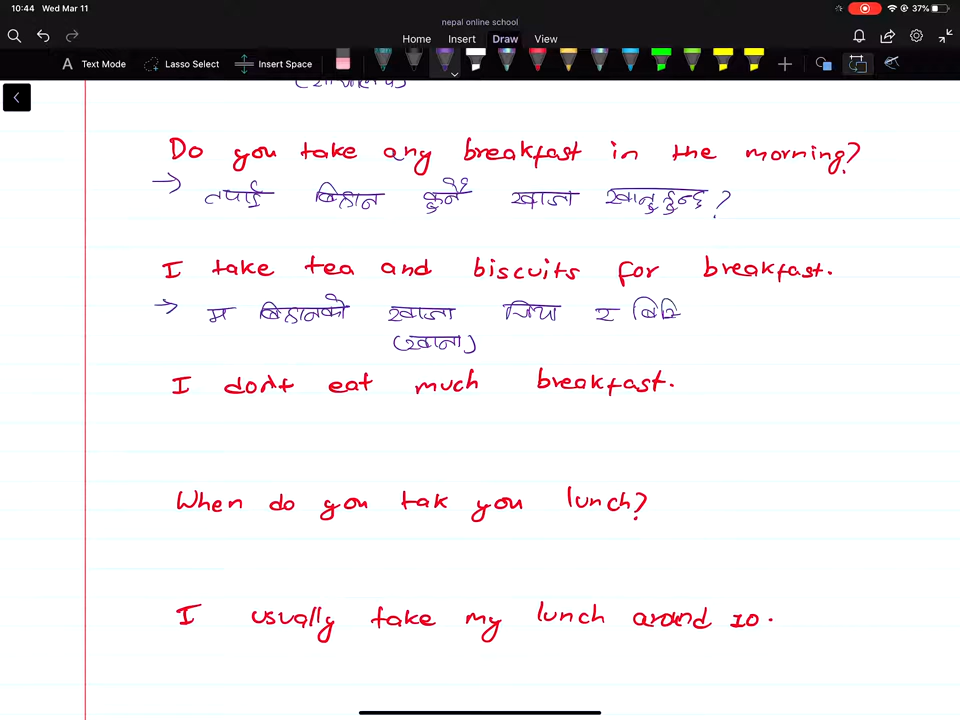 10:44 Wed Mar 11
37%
nepal online school
Home Insert Draw View
Text Mode Lasso Select Insert Space
Do you take any breakfast in the morning?
→ तपाई बिहान कुनै खाजा खानुहुन्छ ?
I take tea and biscuits for breakfast.
→ म बिहानको खाजा चिया र बि
(खाना)
I don't eat much breakfast.
When do you tak you lunch?
I usually take my lunch around 10.